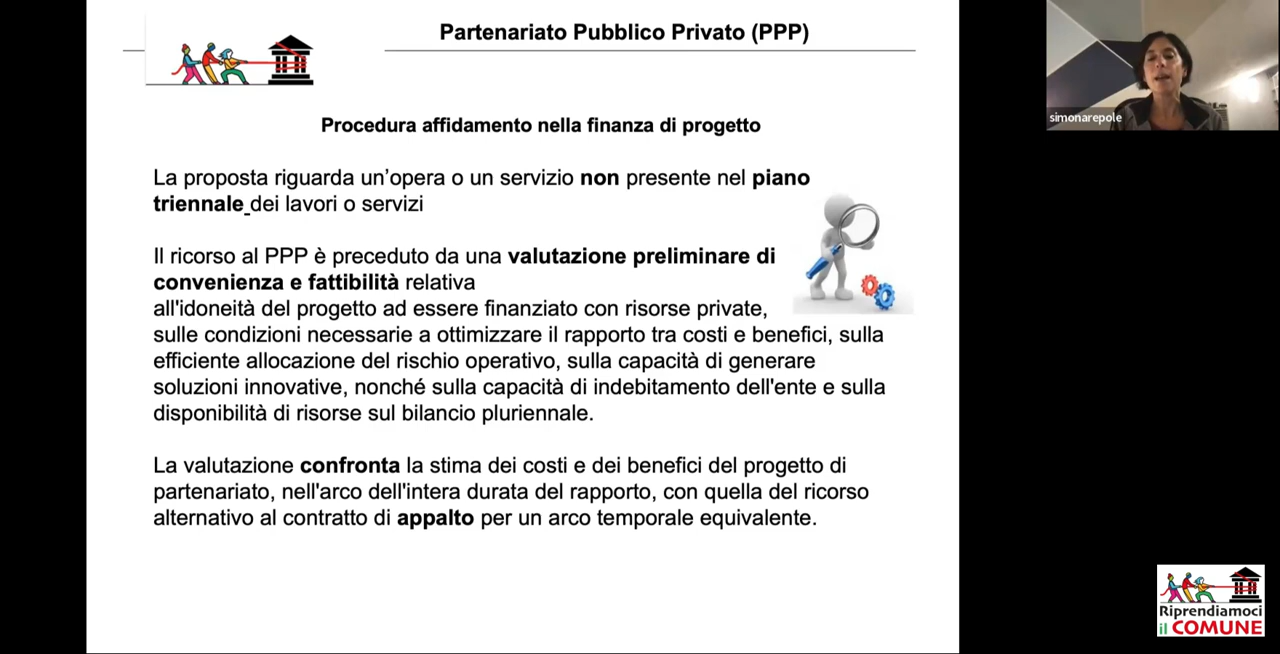 Partenariato Pubblico Privato (PPP)
simonarepole
Procedura affidamento nella finanza di progetto
La proposta riguarda un’opera o un servizio non presente nel piano
triennale dei lavori o servizi
Il ricorso al PPP è preceduto da una valutazione preliminare di
convenienza e fattibilità relativa
all'idoneità del progetto ad essere finanziato con risorse private,
sulle condizioni necessarie a ottimizzare il rapporto tra costi e benefici, sulla
efficiente allocazione del rischio operativo, sulla capacità di generare
soluzioni innovative, nonché sulla capacità di indebitamento dell'ente e sulla
disponibilità di risorse sul bilancio pluriennale.
La valutazione confronta la stima dei costi e dei benefici del progetto di
partenariato, nell'arco dell'intera durata del rapporto, con quella del ricorso
alternativo al contratto di appalto per un arco temporale equivalente.
Riprendiamoci
il COMUNE